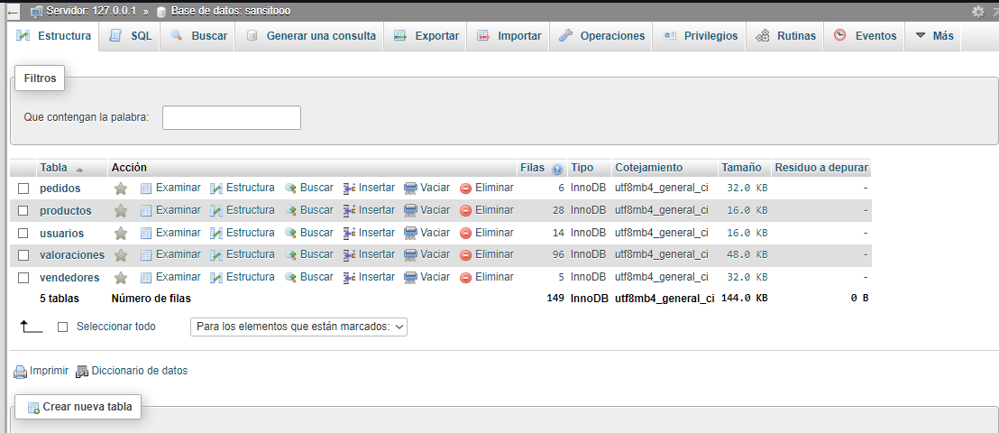 Servidor: 127.0.0.1 » Base de datos: sansitooo
Estructura SQL Buscar Generar una consulta Exportar Importar Operaciones Privilegios Rutinas Eventos Más
Filtros
Que contengan la palabra:
Tabla Acción Filas Tipo Cotejamiento Tamaño Residuo a depurar
pedidos Examinar Estructura Buscar Insertar Vaciar Eliminar 6 InnoDB utf8mb4_general_ci 32.0 KB -
productos Examinar Estructura Buscar Insertar Vaciar Eliminar 28 InnoDB utf8mb4_general_ci 16.0 KB -
usuarios Examinar Estructura Buscar Insertar Vaciar Eliminar 14 InnoDB utf8mb4_general_ci 16.0 KB -
valoraciones Examinar Estructura Buscar Insertar Vaciar Eliminar 96 InnoDB utf8mb4_general_ci 48.0 KB -
vendedores Examinar Estructura Buscar Insertar Vaciar Eliminar 5 InnoDB utf8mb4_general_ci 32.0 KB -
5 tablas Número de filas 149 InnoDB utf8mb4_general_ci 144.0 KB 0 B
Seleccionar todo Para los elementos que están marcados:
Imprimir Diccionario de datos
Crear nueva tabla